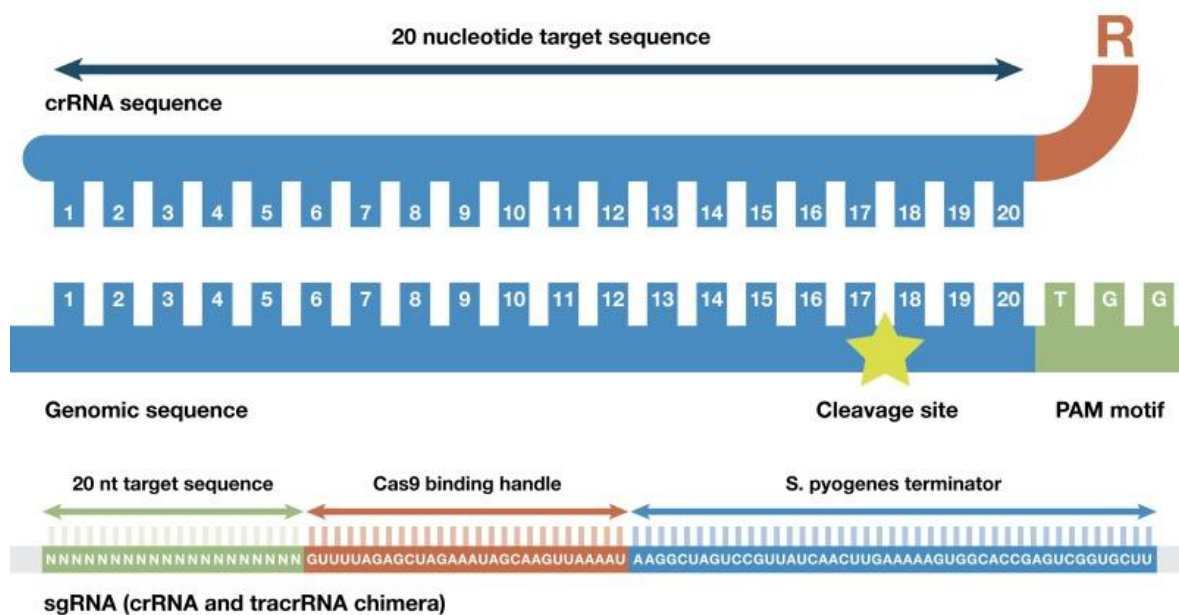 20 nucleotide target sequence
R
crRNA sequence
1 2 3 4 5 6 7 8 9 10 11 12 13 14 15 16 17 18 19 20
1 2 3 4 5 6 7 8 9 10 11 12 13 14 15 16 17 18 19 20 T G G
Genomic sequence Cleavage site PAM motif
20 nt target sequence Cas9 binding handle S. pyogenes terminator
NNNNNNNNNNNNNNNNNNNNGUUUUAGAGCUAGAAAUAGCAAGUUAAAAUAAGGCUAGUCCGUUAUCAACUUGAAAAAGUGGCACCGAGUCGGUGCUU
sgRNA (crRNA and tracrRNA chimera)